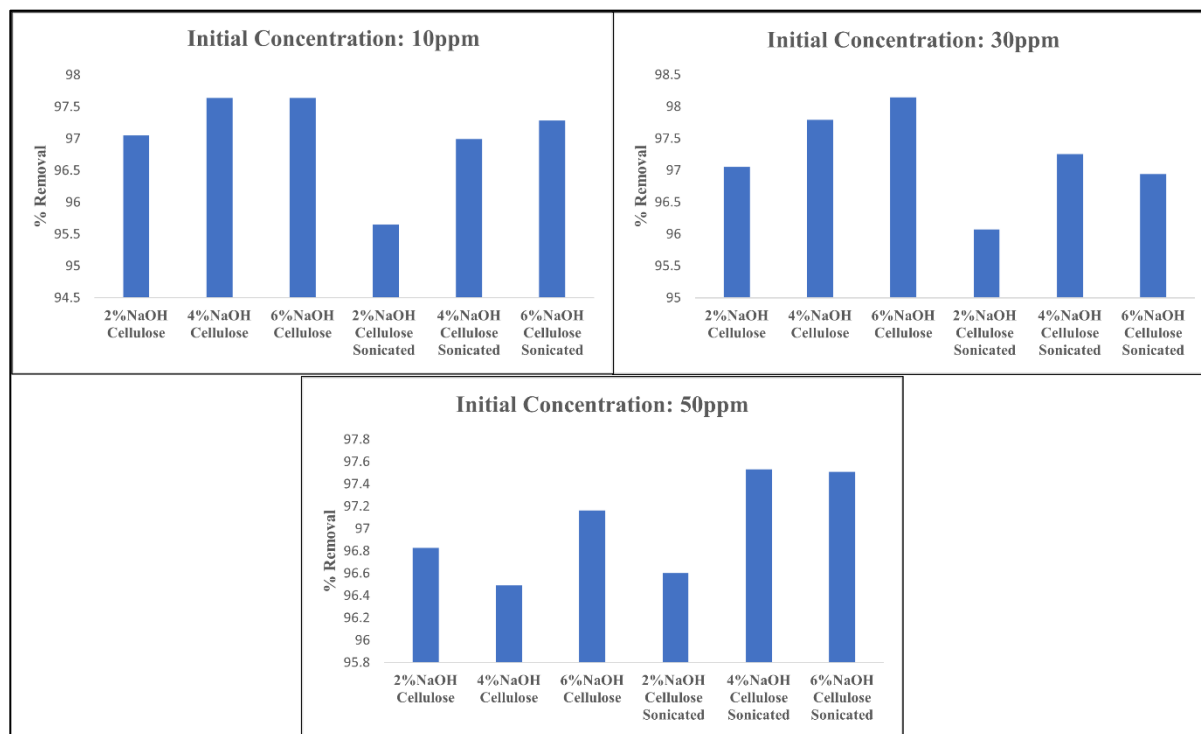 Initial Concentration: 10ppm
% Removal
98
97.5
97
96.5
96
95.5
95
94.5
2%NaOH 4%NaOH 6%NaOH 2%NaOH 4%NaOH 6%NaOH
Cellulose Cellulose Cellulose Cellulose Cellulose Cellulose
Sonicated Sonicated Sonicated
Initial Concentration: 30ppm
% Removal
98.5
98
97.5
97
96.5
96
95.5
95
2%NaOH 4%NaOH 6%NaOH 2%NaOH 4%NaOH 6%NaOH
Cellulose Cellulose Cellulose Cellulose Cellulose Cellulose
Sonicated Sonicated Sonicated
Initial Concentration: 50ppm
% Removal
97.8
97.6
97.4
97.2
97
96.8
96.6
96.4
96.2
96
95.8
2%NaOH 4%NaOH 6%NaOH 2%NaOH 4%NaOH 6%NaOH
Cellulose Cellulose Cellulose Cellulose Cellulose Cellulose
Sonicated Sonicated Sonicated